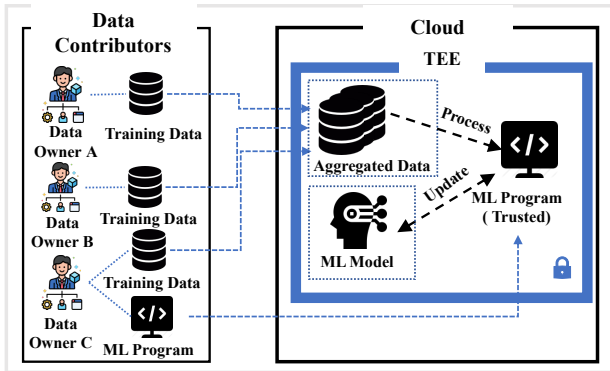 Data
Contributors
Data
Owner A
Training Data
Data
Owner B
Training Data
Training Data
Data
Owner C
ML Program
Cloud
TEE
Aggregated Data
Process
Update
ML Program
( Trusted)
ML Model